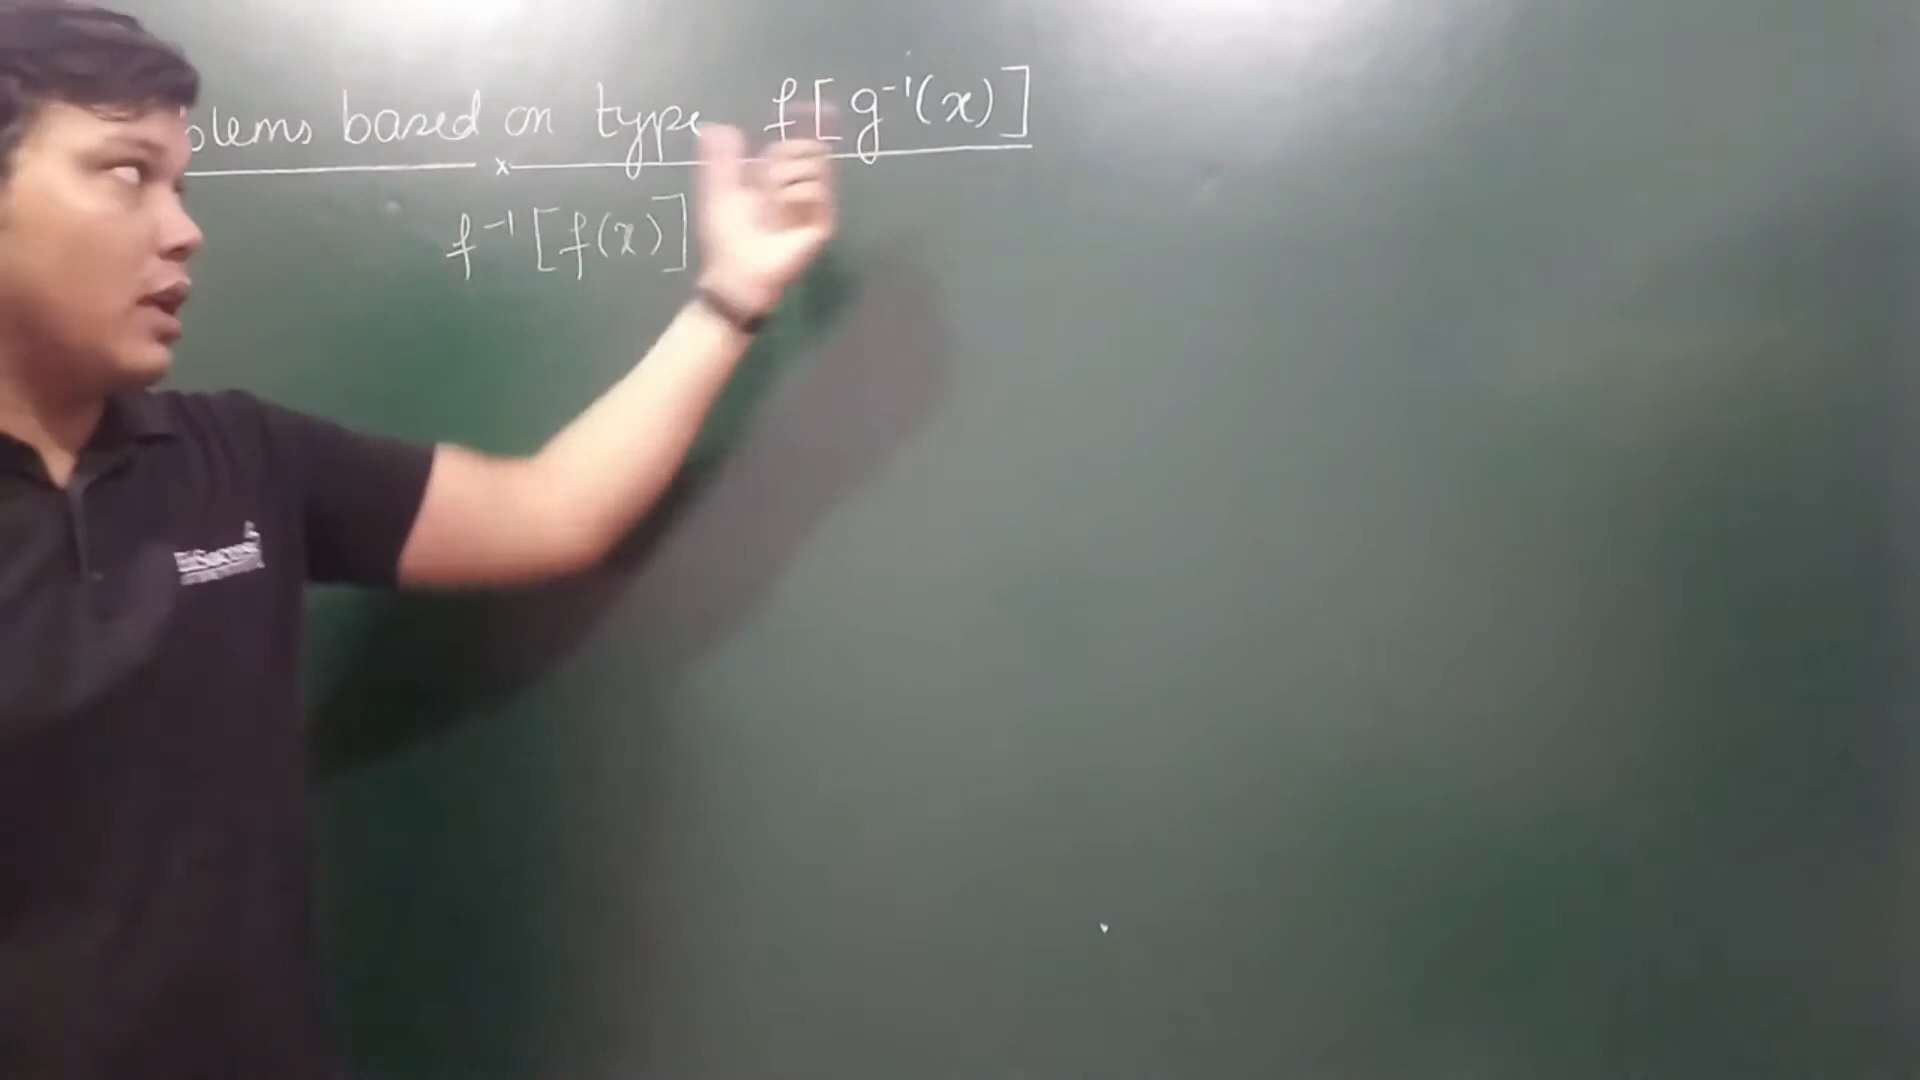 blems based on type f[g⁻¹(x)]
f⁻¹[f(x)]